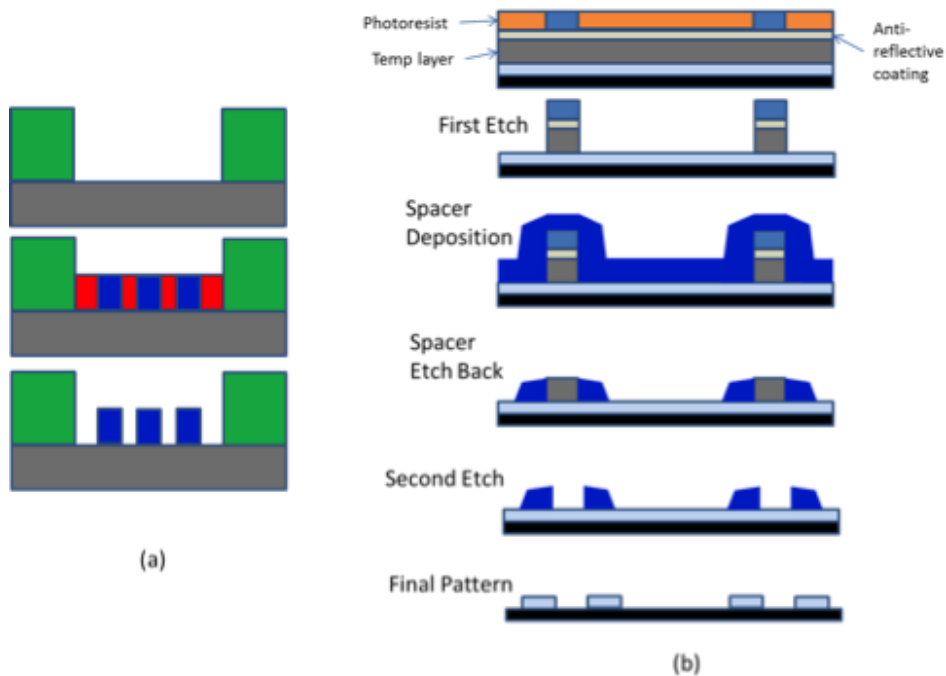 Photoresist
Temp layer
Anti-
reflective
coating
First Etch
Spacer
Deposition
Spacer
Etch Back
Second Etch
Final Pattern
(a)
(b)